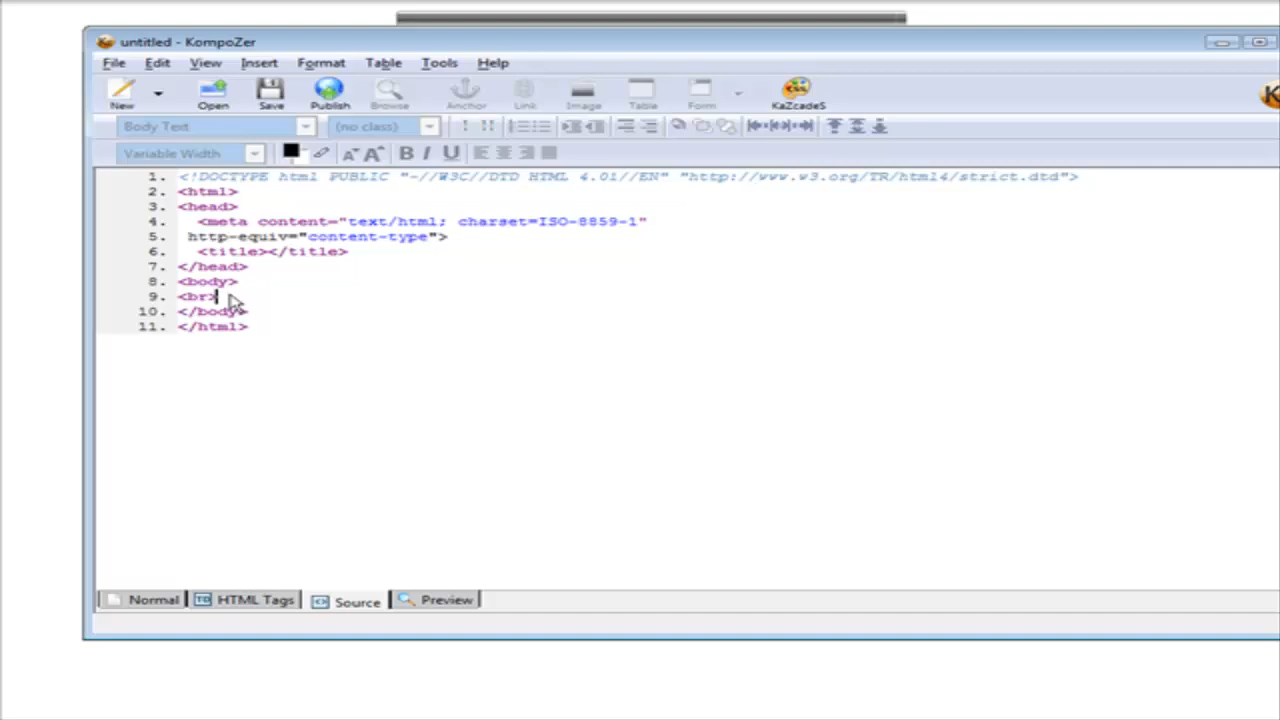 untitled - KompoZer
File Edit View Insert Format Table Tools Help
New Open Save Publish Browse Anchor Link Image Table Form KaZcadeS
Body Text (no class)
Variable Width B I U
1. <!DOCTYPE html PUBLIC "-//W3C//DTD HTML 4.01//EN" "http://www.w3.org/TR/html4/strict.dtd">
2. <html>
3. <head>
4. <meta content="text/html; charset=ISO-8859-1"
5. http-equiv="content-type">
6. <title></title>
7. </head>
8. <body>
9. <br>
10. </body>
11. </html>
Normal HTML Tags Source Preview